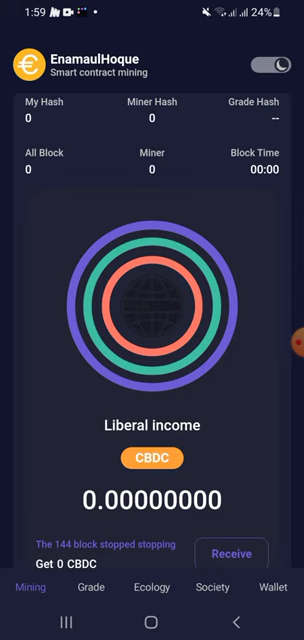 1:59 24%
EnamaulHoque
Smart contract mining
My Hash Miner Hash Grade Hash
0 0 --
All Block Miner Block Time
0 0 00:00
Liberal income
CBDC
0.00000000
The 144 block stopped stopping
Get 0 CBDC
Receive
Mining Grade Ecology Society Wallet